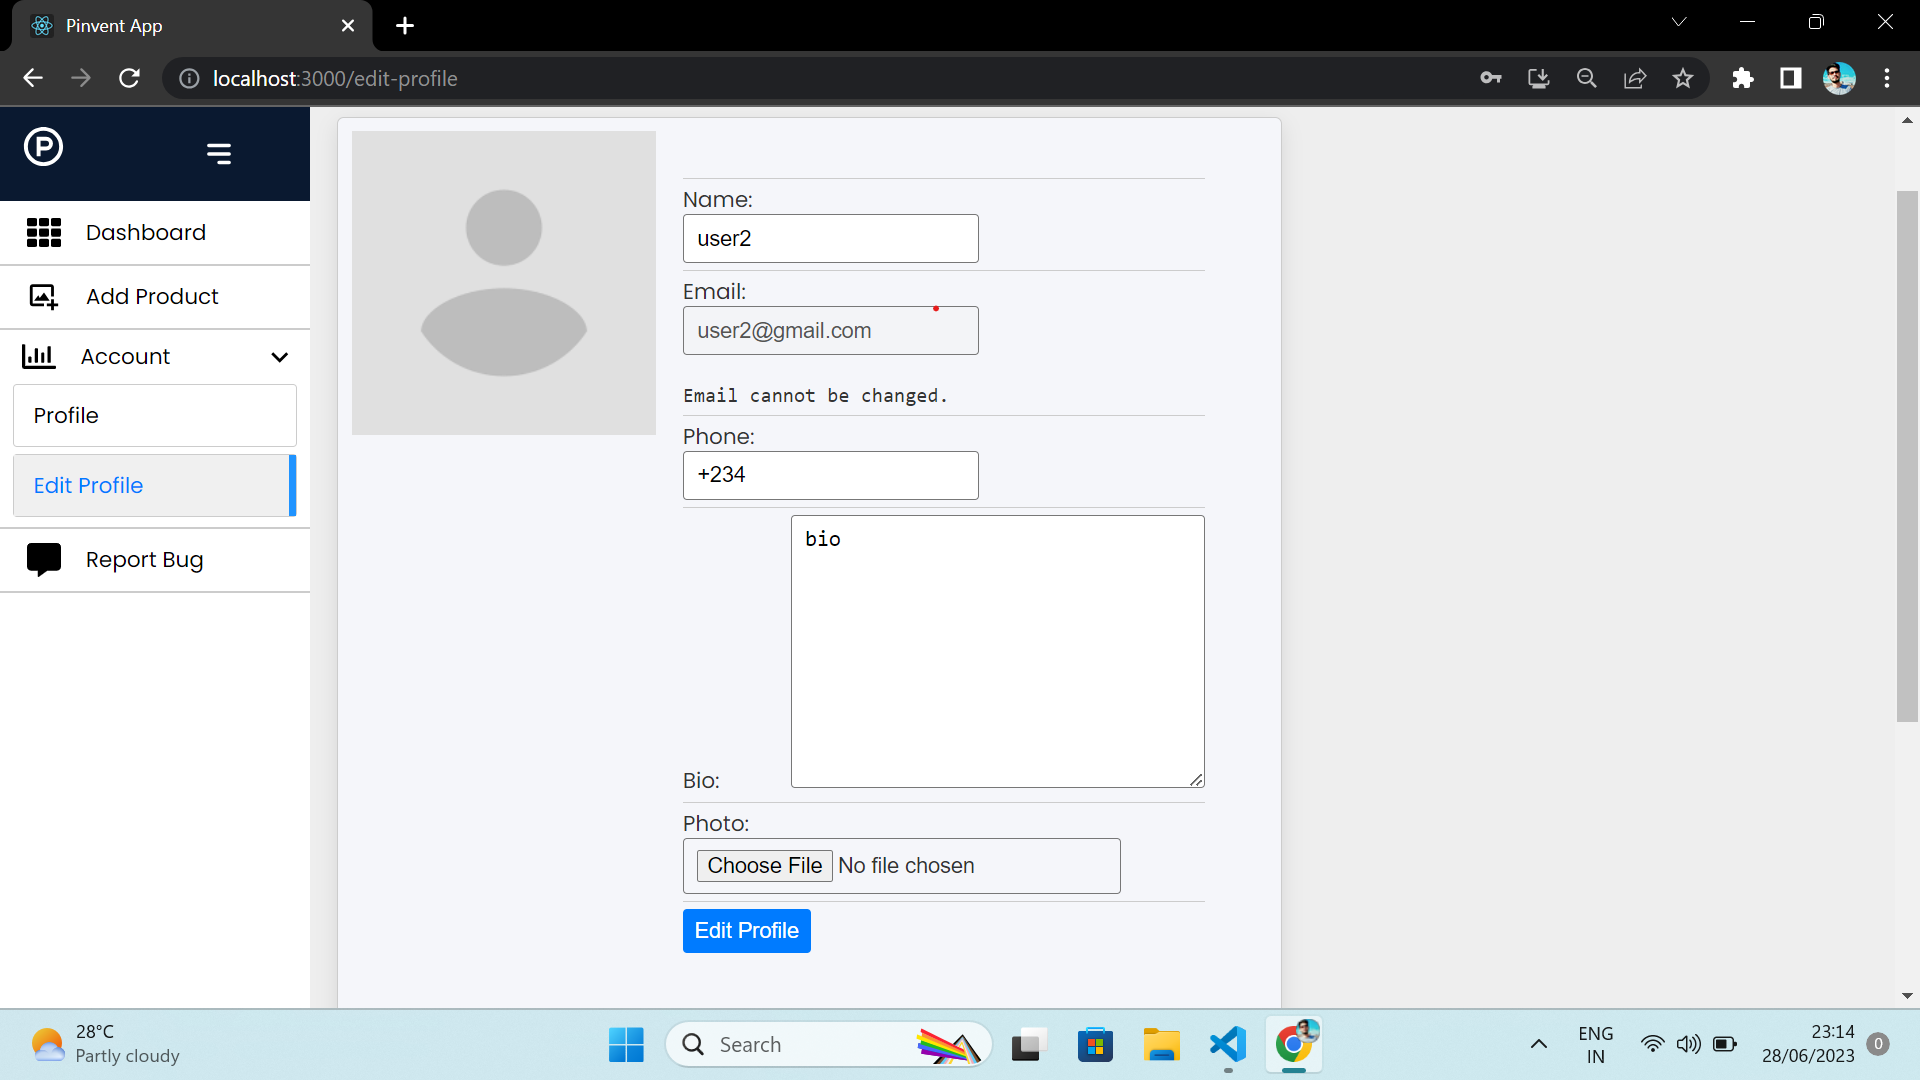 Pinvent App
localhost:3000/edit-profile
P
Dashboard
Add Product
Account
Profile
Edit Profile
Report Bug
Name:
user2
Email:
user2@gmail.com
Email cannot be changed.
Phone:
+234
bio
Bio:
Photo:
Choose File No file chosen
Edit Profile
28°C
Partly cloudy
Search
ENG
IN
23:14
28/06/2023
0